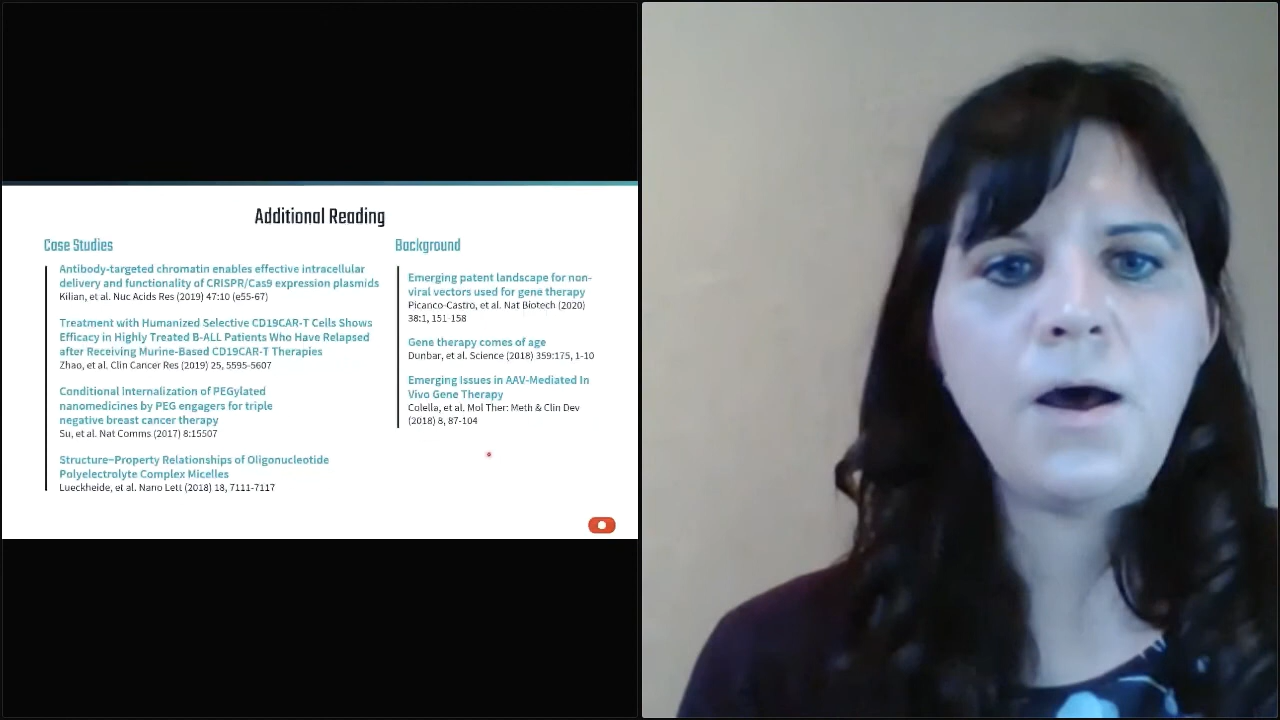 Additional Reading
Case Studies
Antibody-targeted chromatin enables effective intracellular
delivery and functionality of CRISPR/Cas9 expression plasmids
Kilian, et al. Nuc Acids Res (2019) 47:10 (e55-67)
Treatment with Humanized Selective CD19CAR-T Cells Shows
Efficacy in Highly Treated B-ALL Patients Who Have Relapsed
after Receiving Murine-Based CD19CAR-T Therapies
Zhao, et al. Clin Cancer Res (2019) 25, 5595-5607
Conditional Internalization of PEGylated
nanomedicines by PEG engagers for triple
negative breast cancer therapy
Su, et al. Nat Comms (2017) 8:15507
Structure–Property Relationships of Oligonucleotide
Polyelectrolyte Complex Micelles
Lueckheide, et al. Nano Lett (2018) 18, 7111-7117
Background
Emerging patent landscape for non-
viral vectors used for gene therapy
Picanco-Castro, et al. Nat Biotech (2020)
38:1, 151-158
Gene therapy comes of age
Dunbar, et al. Science (2018) 359:175, 1-10
Emerging Issues in AAV-Mediated In
Vivo Gene Therapy
Colella, et al. Mol Ther: Meth & Clin Dev
(2018) 8, 87-104